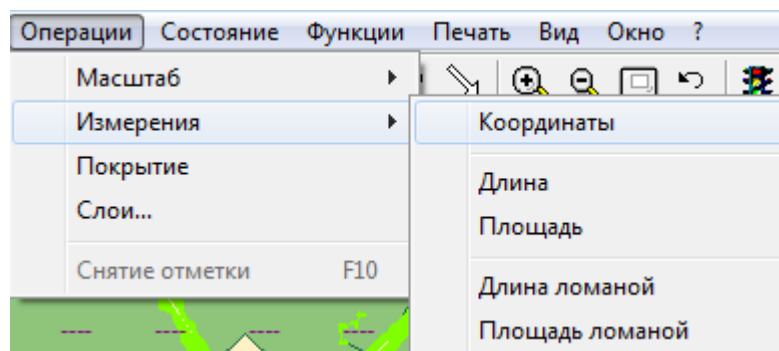 Операции Состояние Функции Печать Вид Окно ?
Масштаб
Измерения
Покрытие
Слои...
Снятие отметки F10
Координаты
Длина
Площадь
Длина ломаной
Площадь ломаной